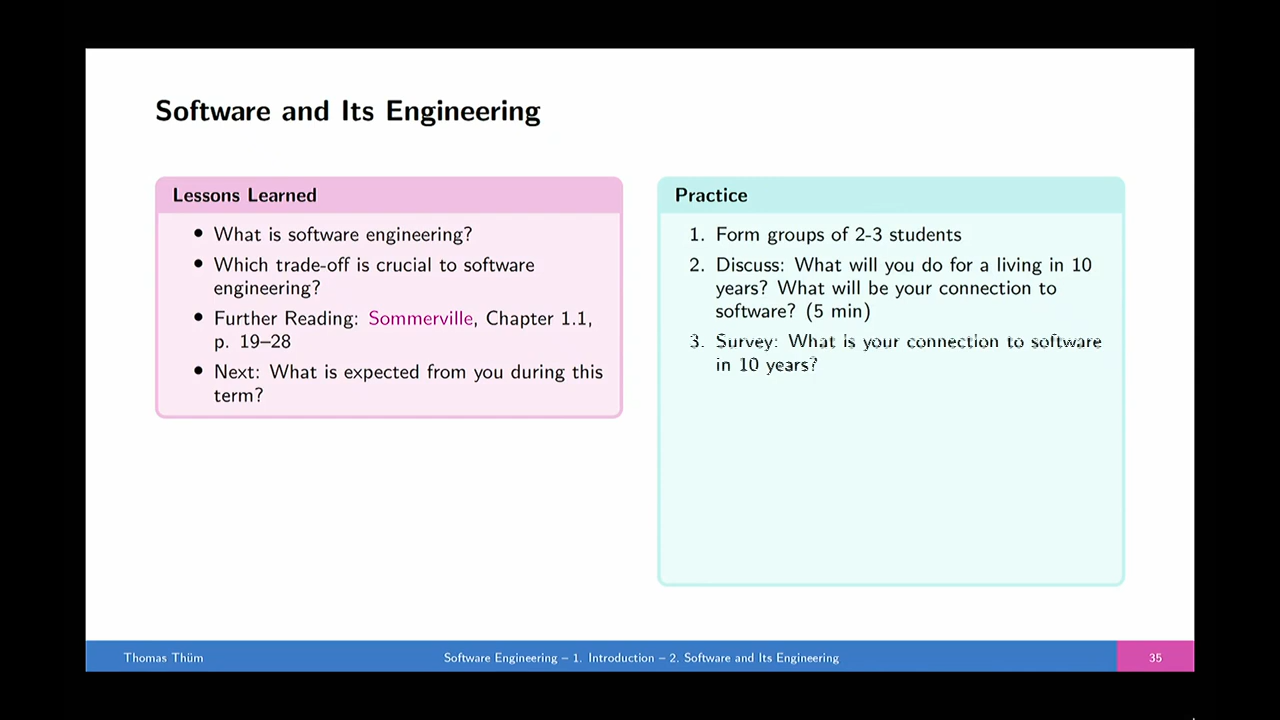 Software and Its Engineering
Lessons Learned
• What is software engineering?
• Which trade-off is crucial to software
engineering?
• Further Reading: Sommerville, Chapter 1.1,
p. 19–28
• Next: What is expected from you during this
term?
Practice
1. Form groups of 2-3 students
2. Discuss: What will you do for a living in 10
years? What will be your connection to
software? (5 min)
3. Survey: What is your connection to software
in 10 years?
Thomas Thüm
Software Engineering – 1. Introduction – 2. Software and Its Engineering
35